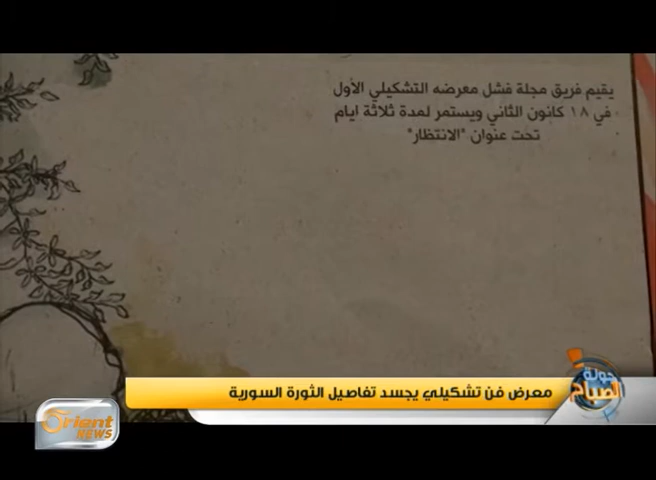 يقيم فريق مجلة فشل معرضه التشكيلي الأول
في ١٨ كانون الثاني ويستمر لمدة ثلاثة ايام
تحت عنوان "الانتظار"
معرض فن تشكيلي يجسد تفاصيل الثورة السورية
جولة
الصباح
Orient
NEWS